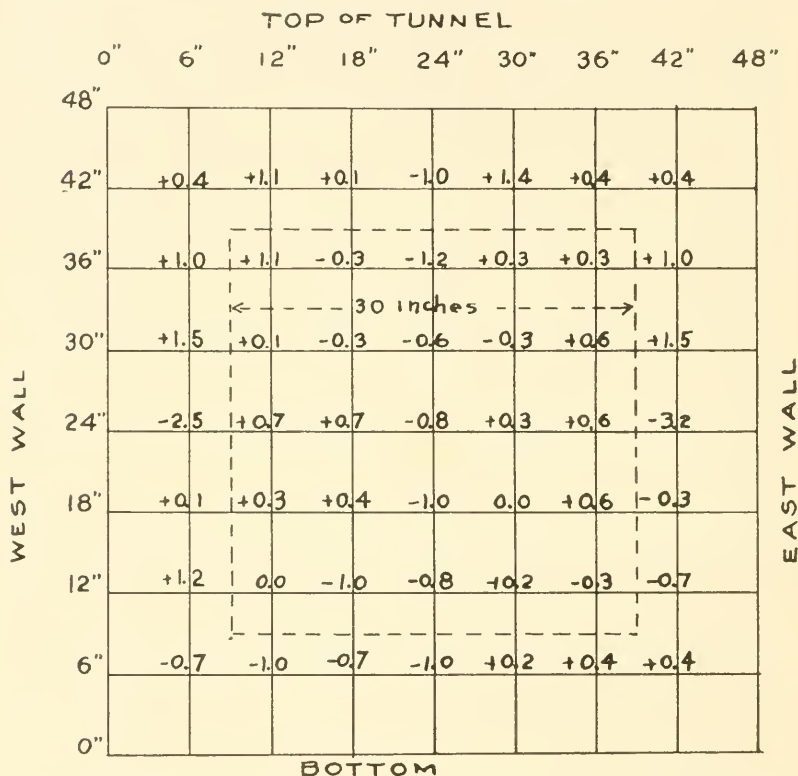 TOP OF TUNNEL
0" 6" 12" 18" 24" 30" 36" 42" 48"
48"
42" +0.4 +1.1 +0.1 -1.0 +1.4 +0.4 +0.4
36" +1.0 +1.1 -0.3 -1.2 +0.3 +0.3 +1.0
30 inches
30" +1.5 +0.1 -0.3 -0.6 -0.3 +0.6 +1.5
24" -2.5 +0.7 +0.7 -0.8 +0.3 +0.6 -3.2
18" +0.1 +0.3 +0.4 -1.0 0.0 +0.6 -0.3
12" +1.2 0.0 -1.0 -0.8 +0.2 -0.3 -0.7
6" -0.7 -1.0 -0.7 -1.0 +0.2 +0.4 +0.4
0"
WEST WALL
EAST WALL
BOTTOM